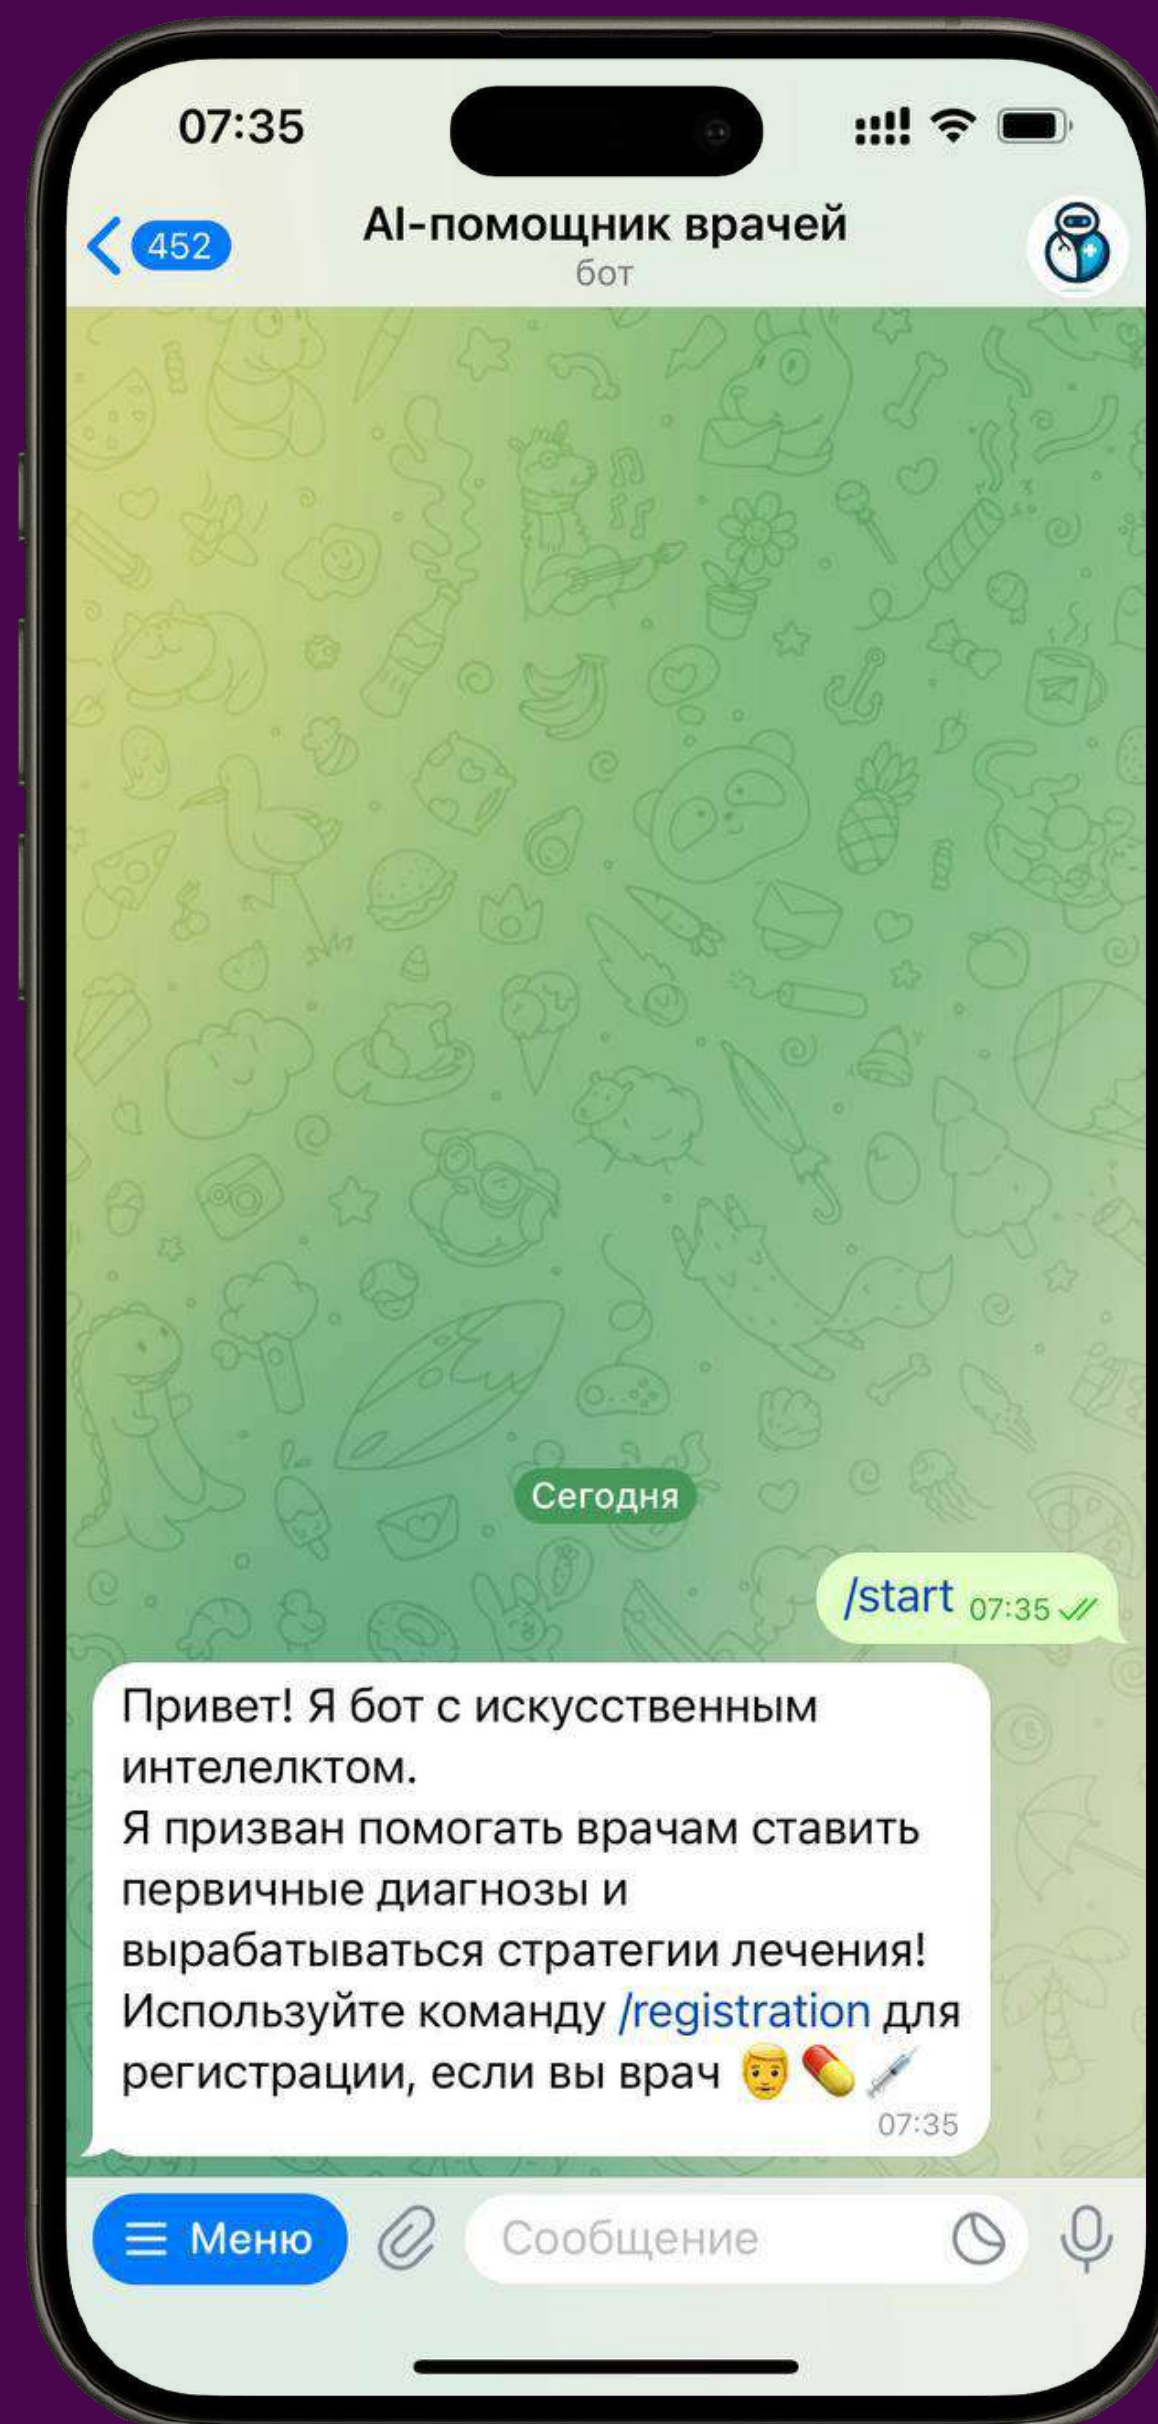 07:35
452
AI-помощник врачей
бот
Сегодня
/start 07:35
Привет! Я бот с искусственным
интелелктом.
Я призван помогать врачам ставить
первичные диагнозы и
вырабатываться стратегии лечения!
Используйте команду /registration для
регистрации, если вы врач 👨💊💉
07:35
Меню
Сообщение